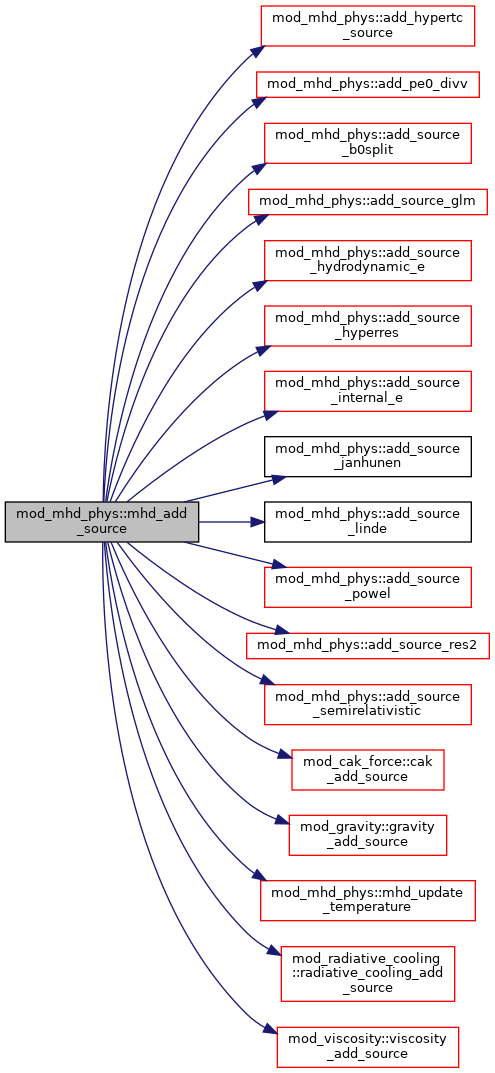 mod_mhd_phys::add_hypertc
_source
mod_mhd_phys::add_pe0_divv
mod_mhd_phys::add_source
_b0split
mod_mhd_phys::add_source_glm
mod_mhd_phys::add_source
_hydrodynamic_e
mod_mhd_phys::add_source
_hyperres
mod_mhd_phys::add_source
_internal_e
mod_mhd_phys::add_source
_janhunen
mod_mhd_phys::mhd_add
_source
mod_mhd_phys::add_source
_linde
mod_mhd_phys::add_source
_powel
mod_mhd_phys::add_source_res2
mod_mhd_phys::add_source
_semirelativistic
mod_cak_force::cak
_add_source
mod_gravity::gravity
_add_source
mod_mhd_phys::mhd_update
_temperature
mod_radiative_cooling
::radiative_cooling_add
_source
mod_viscosity::viscosity
_add_source